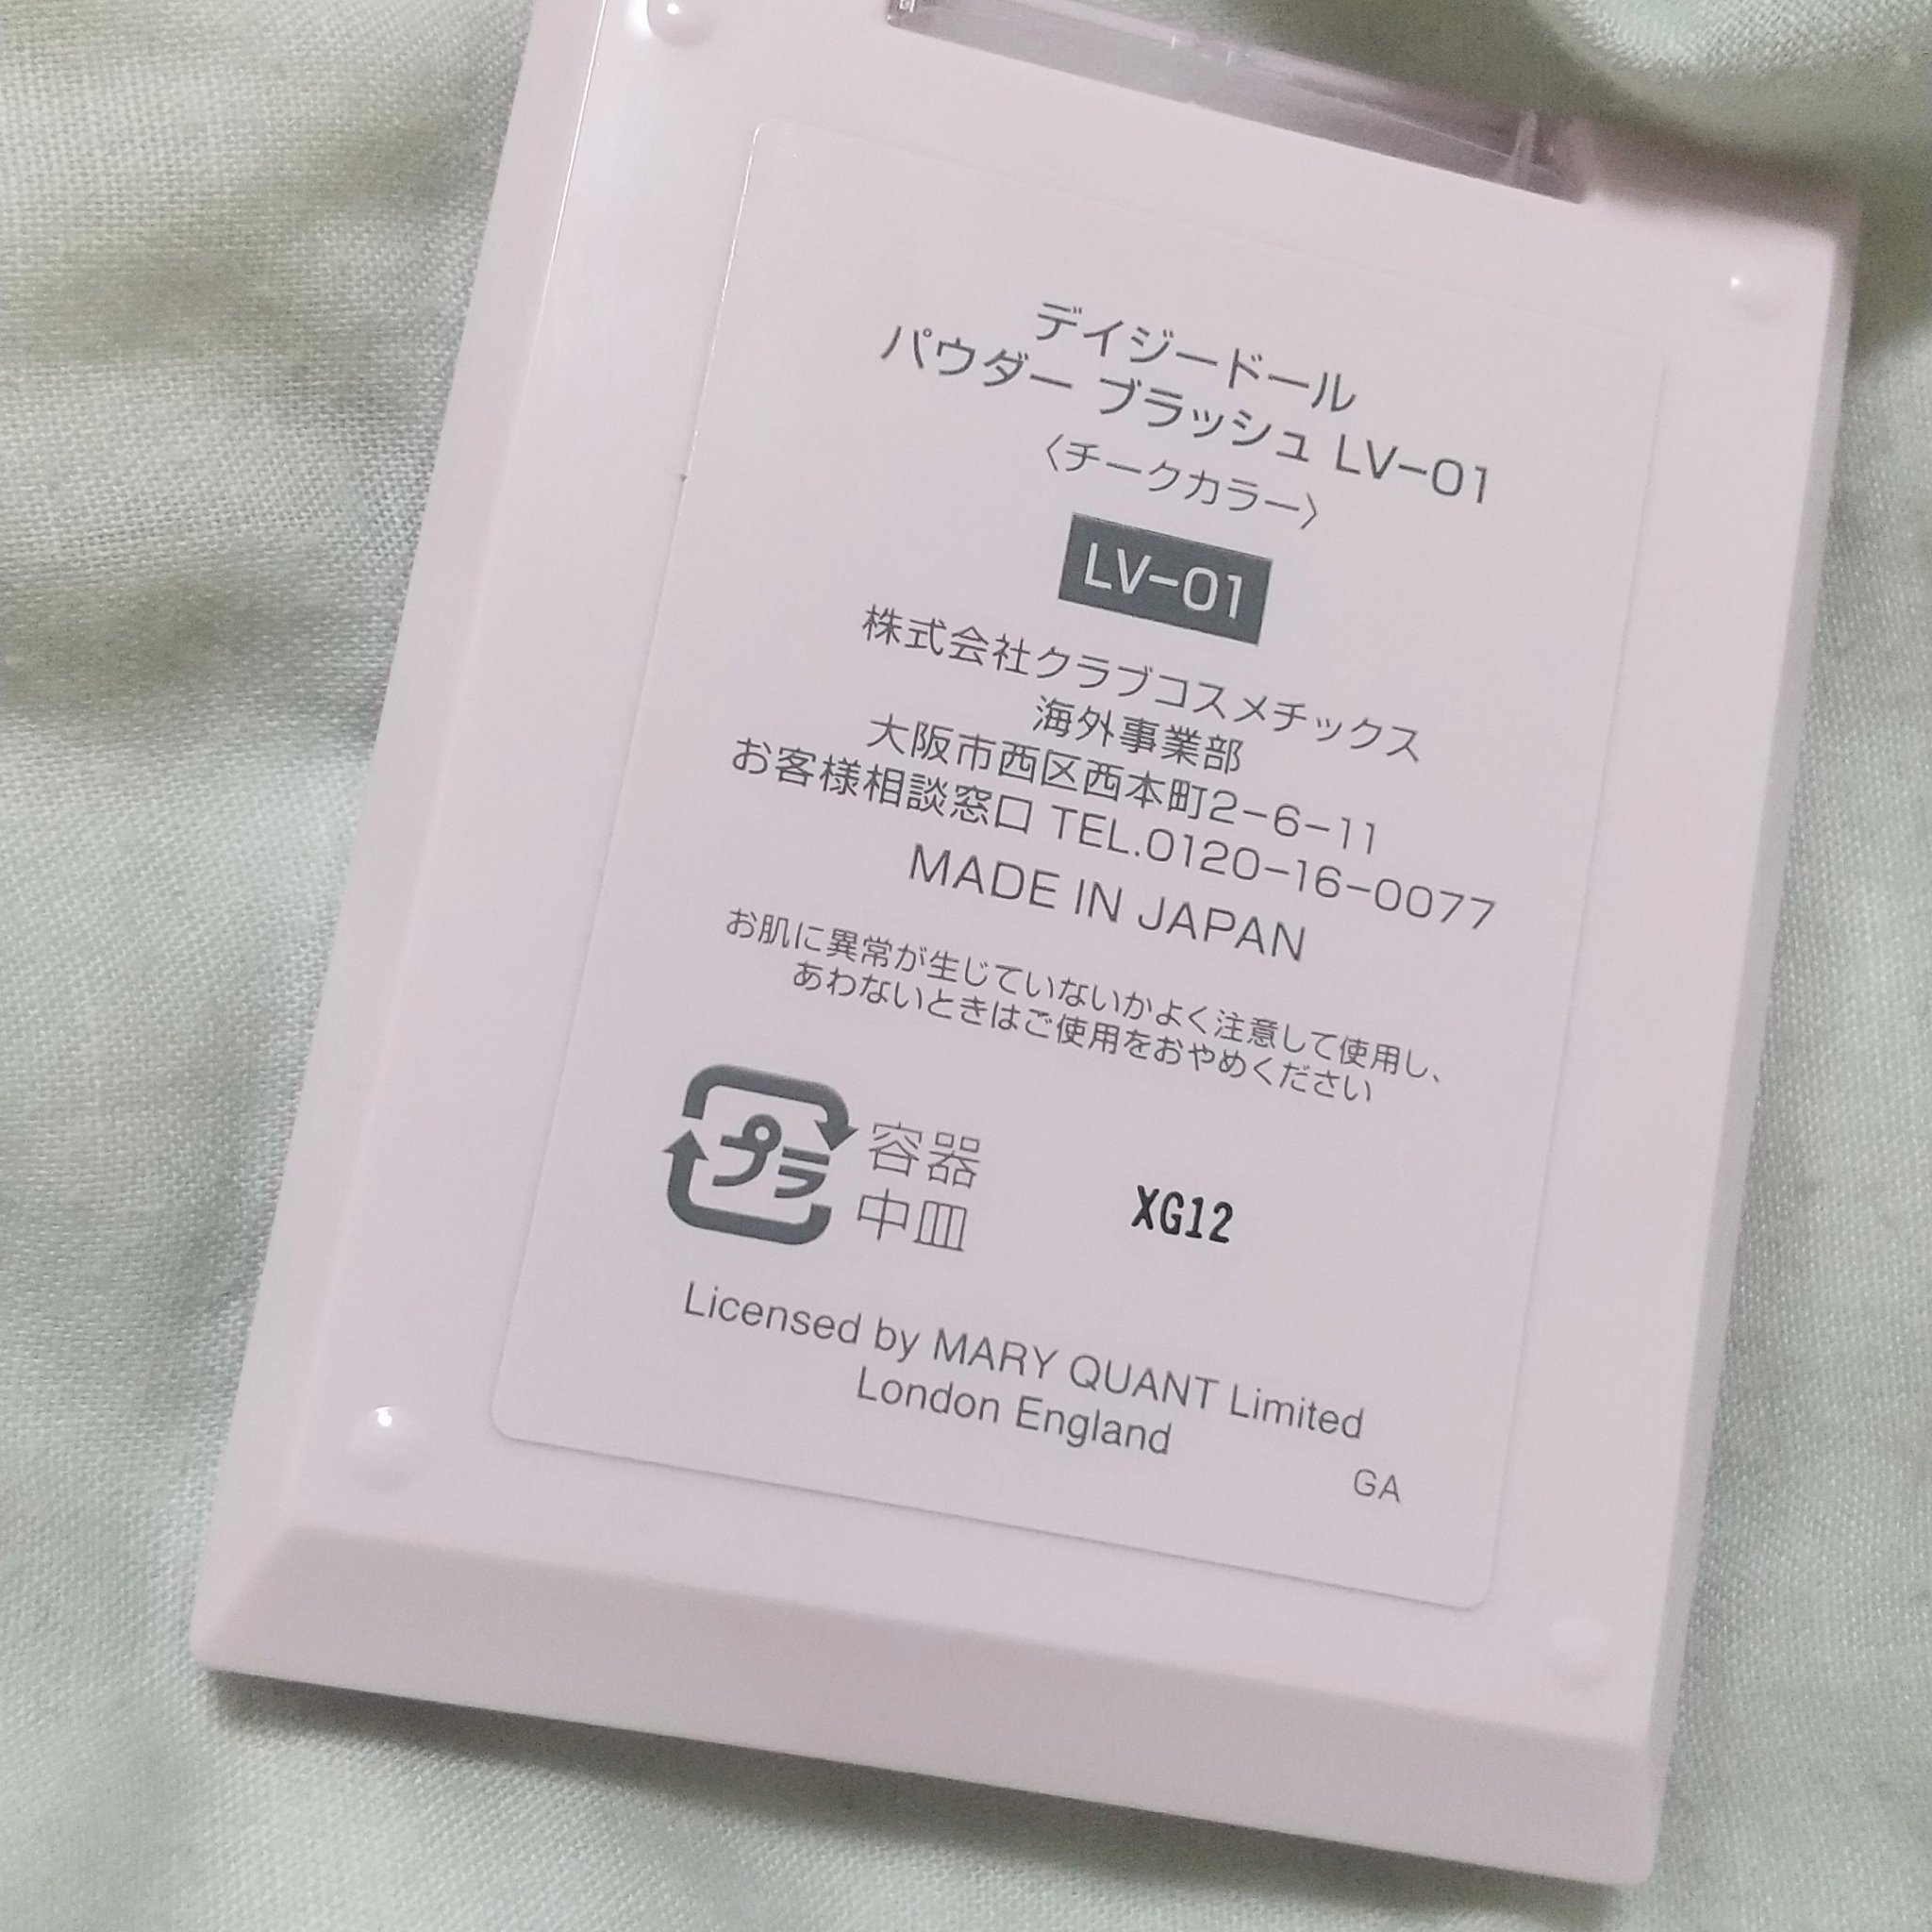 デイジードール
パウダー ブラッシュ LV-01
〈チークカラー〉
LV-01
株式会社クラブコスメチックス
海外事業部
大阪市西区西本町2-6-11
お客様相談窓口 TEL.0120-16-0077
MADE IN JAPAN
お肌に異常が生じていないかよく注意して使用し、
あわないときはご使用をおやめください
プラ 容器
中皿
XG12
Licensed by MARY QUANT Limited
London England
GA